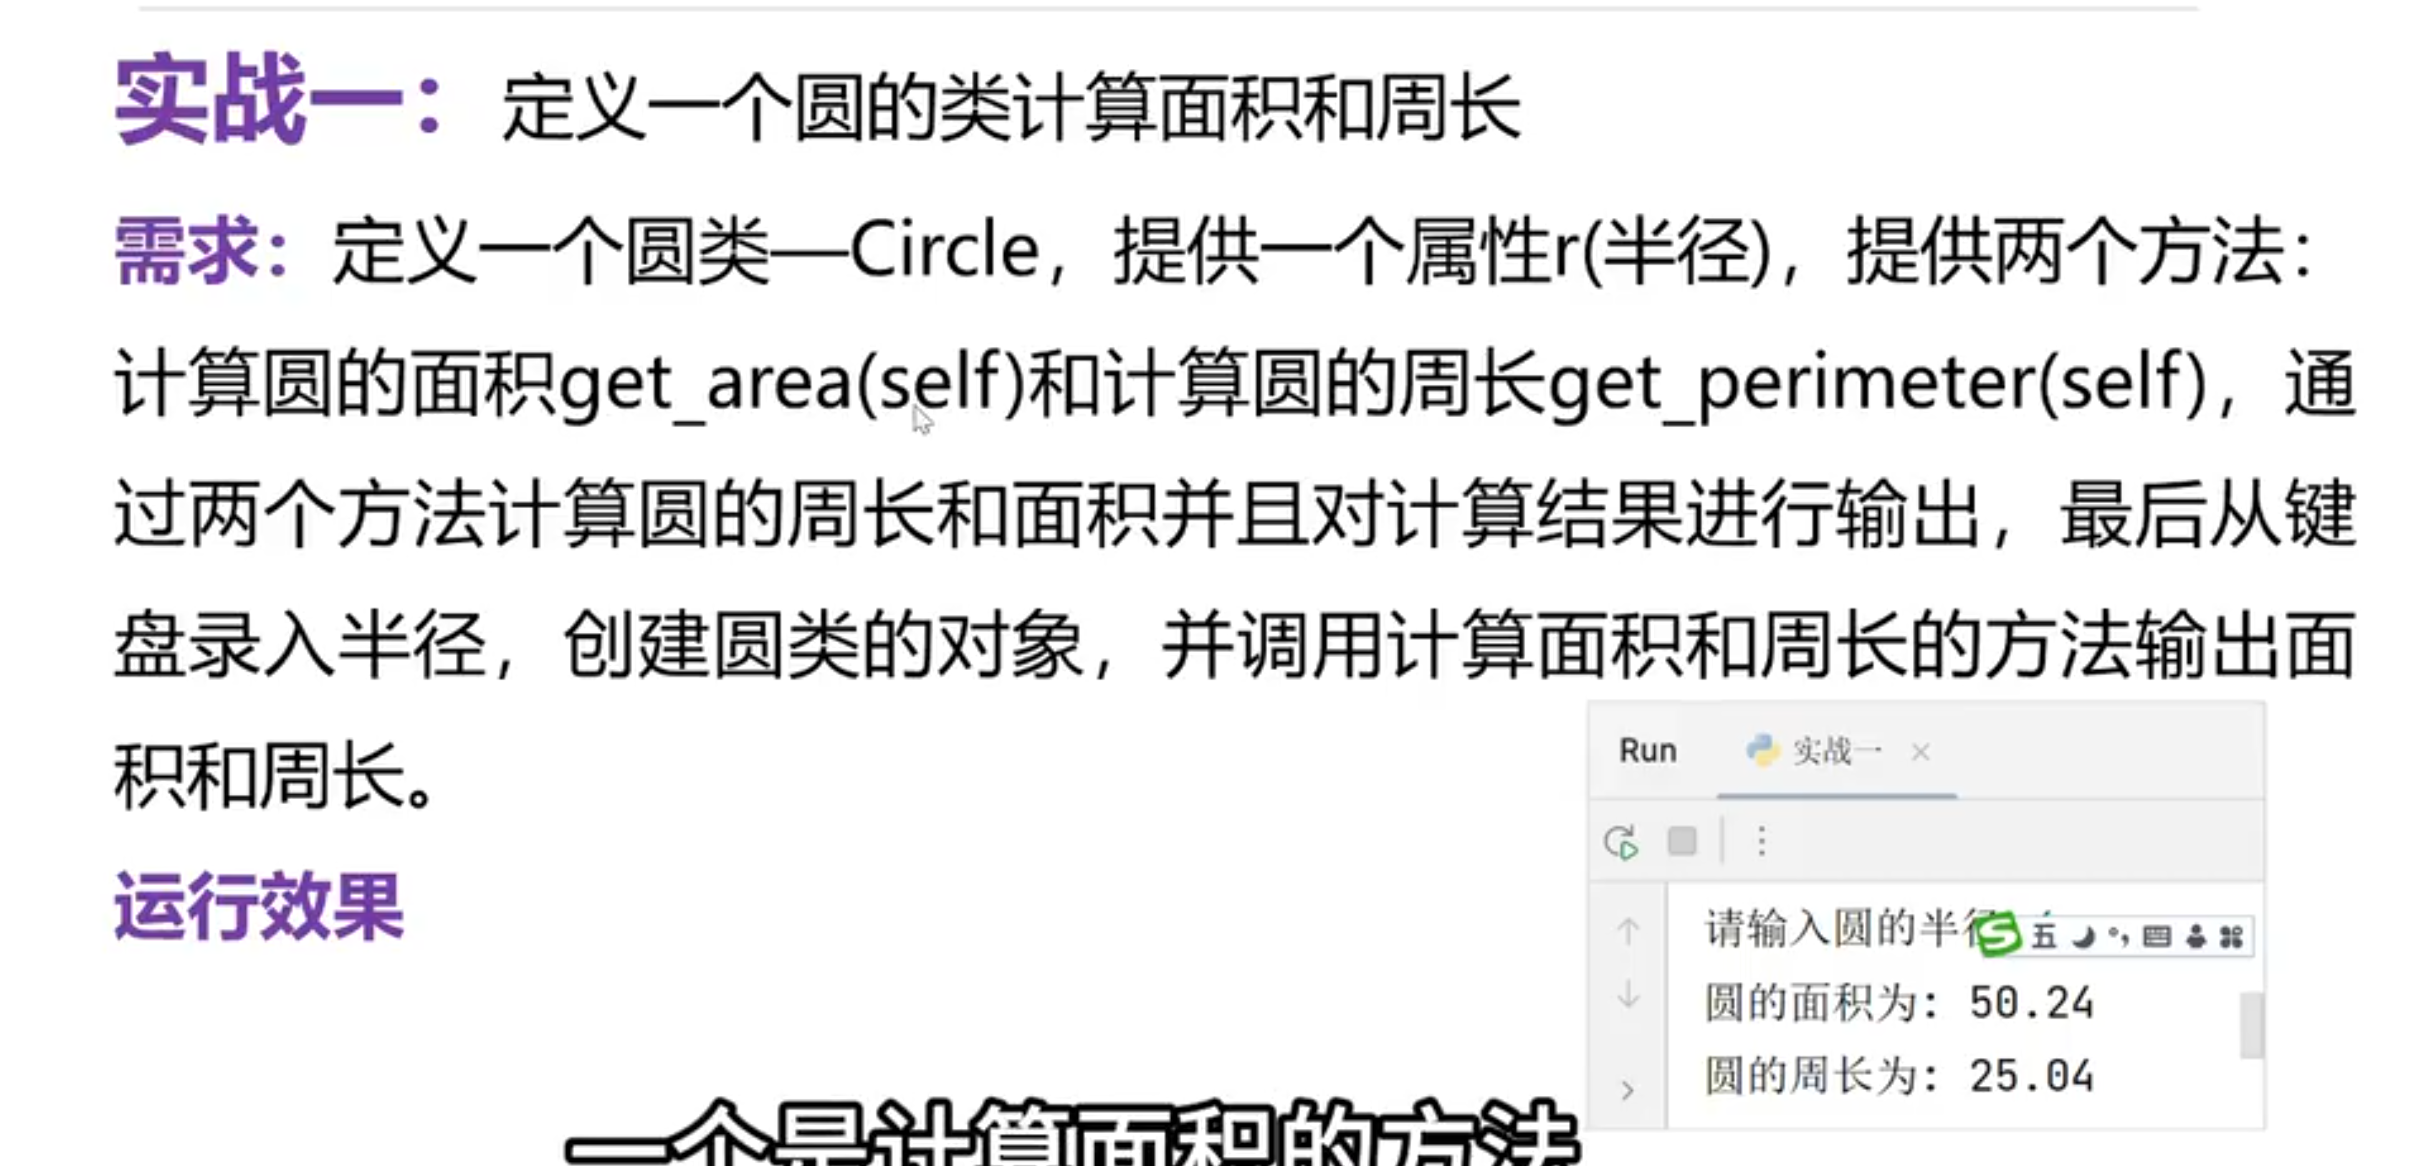 实战一：定义一个圆的类计算面积和周长
需求：定义一个圆类—Circle，提供一个属性r(半径)，提供两个方法：
计算圆的面积get_area(self)和计算圆的周长get_perimeter(self)，通
过两个方法计算圆的周长和面积并且对计算结果进行输出，最后从键
盘录入半径，创建圆类的对象，并调用计算面积和周长的方法输出面
积和周长。
运行效果
Run 实战一 ×
请输入圆的半径
五
圆的面积为: 50.24
圆的周长为: 25.04
一个是计算面积的方法